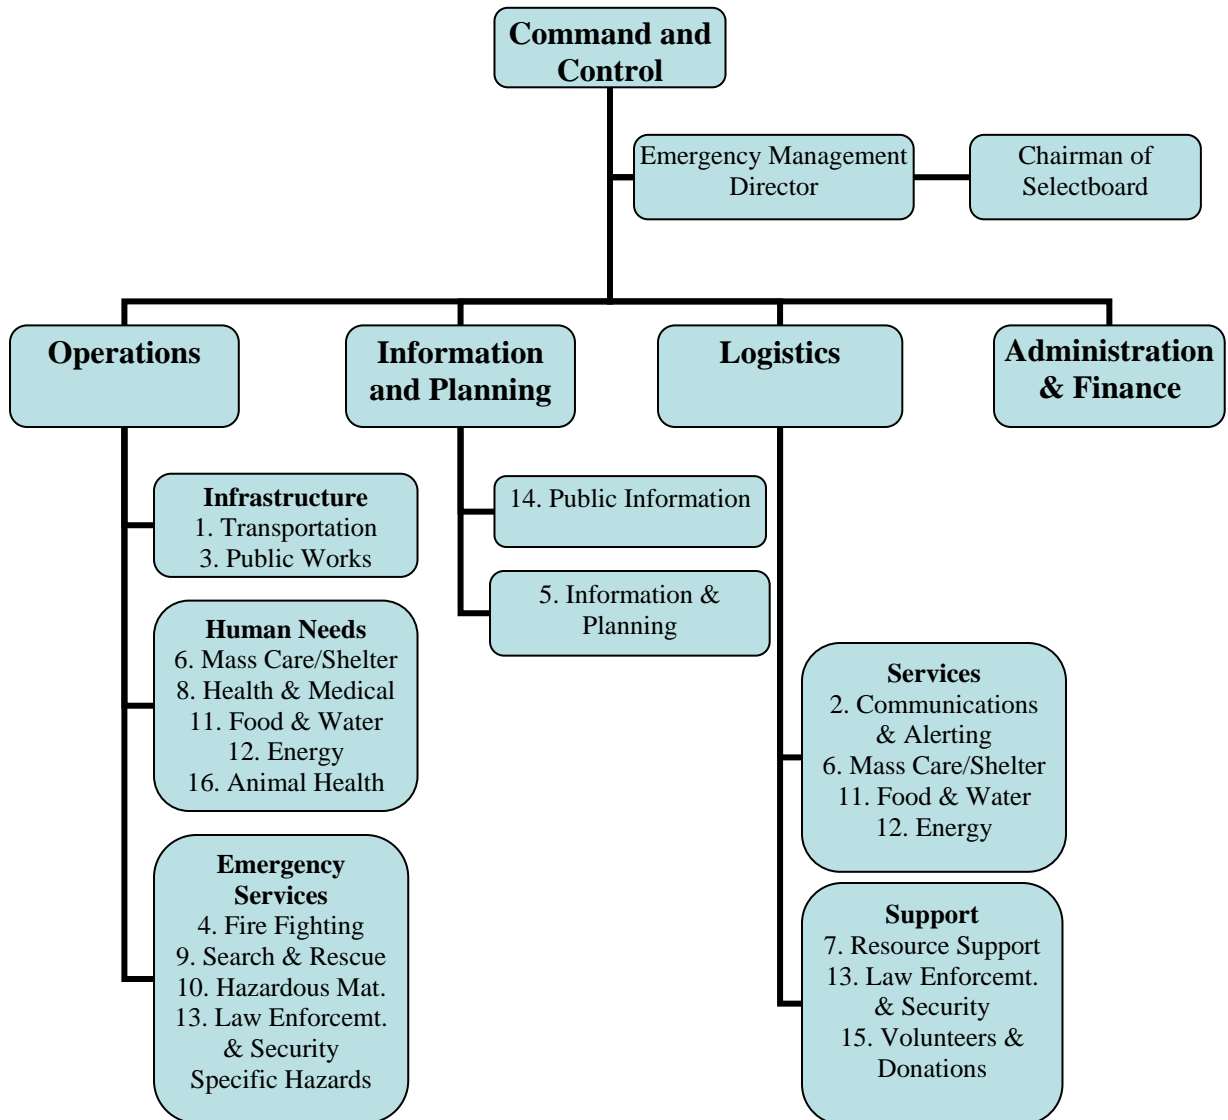 Command and
Control
Emergency Management
Director
Chairman of
Selectboard
Operations
Information
and Planning
Logistics
Administration
& Finance
Infrastructure
1. Transportation
3. Public Works
Human Needs
6. Mass Care/Shelter
8. Health & Medical
11. Food & Water
12. Energy
16. Animal Health
Emergency
Services
4. Fire Fighting
9. Search & Rescue
10. Hazardous Mat.
13. Law Enforcemt.
& Security
Specific Hazards
14. Public Information
5. Information &
Planning
Services
2. Communications
& Alerting
6. Mass Care/Shelter
11. Food & Water
12. Energy
Support
7. Resource Support
13. Law Enforcemt.
& Security
15. Volunteers &
Donations